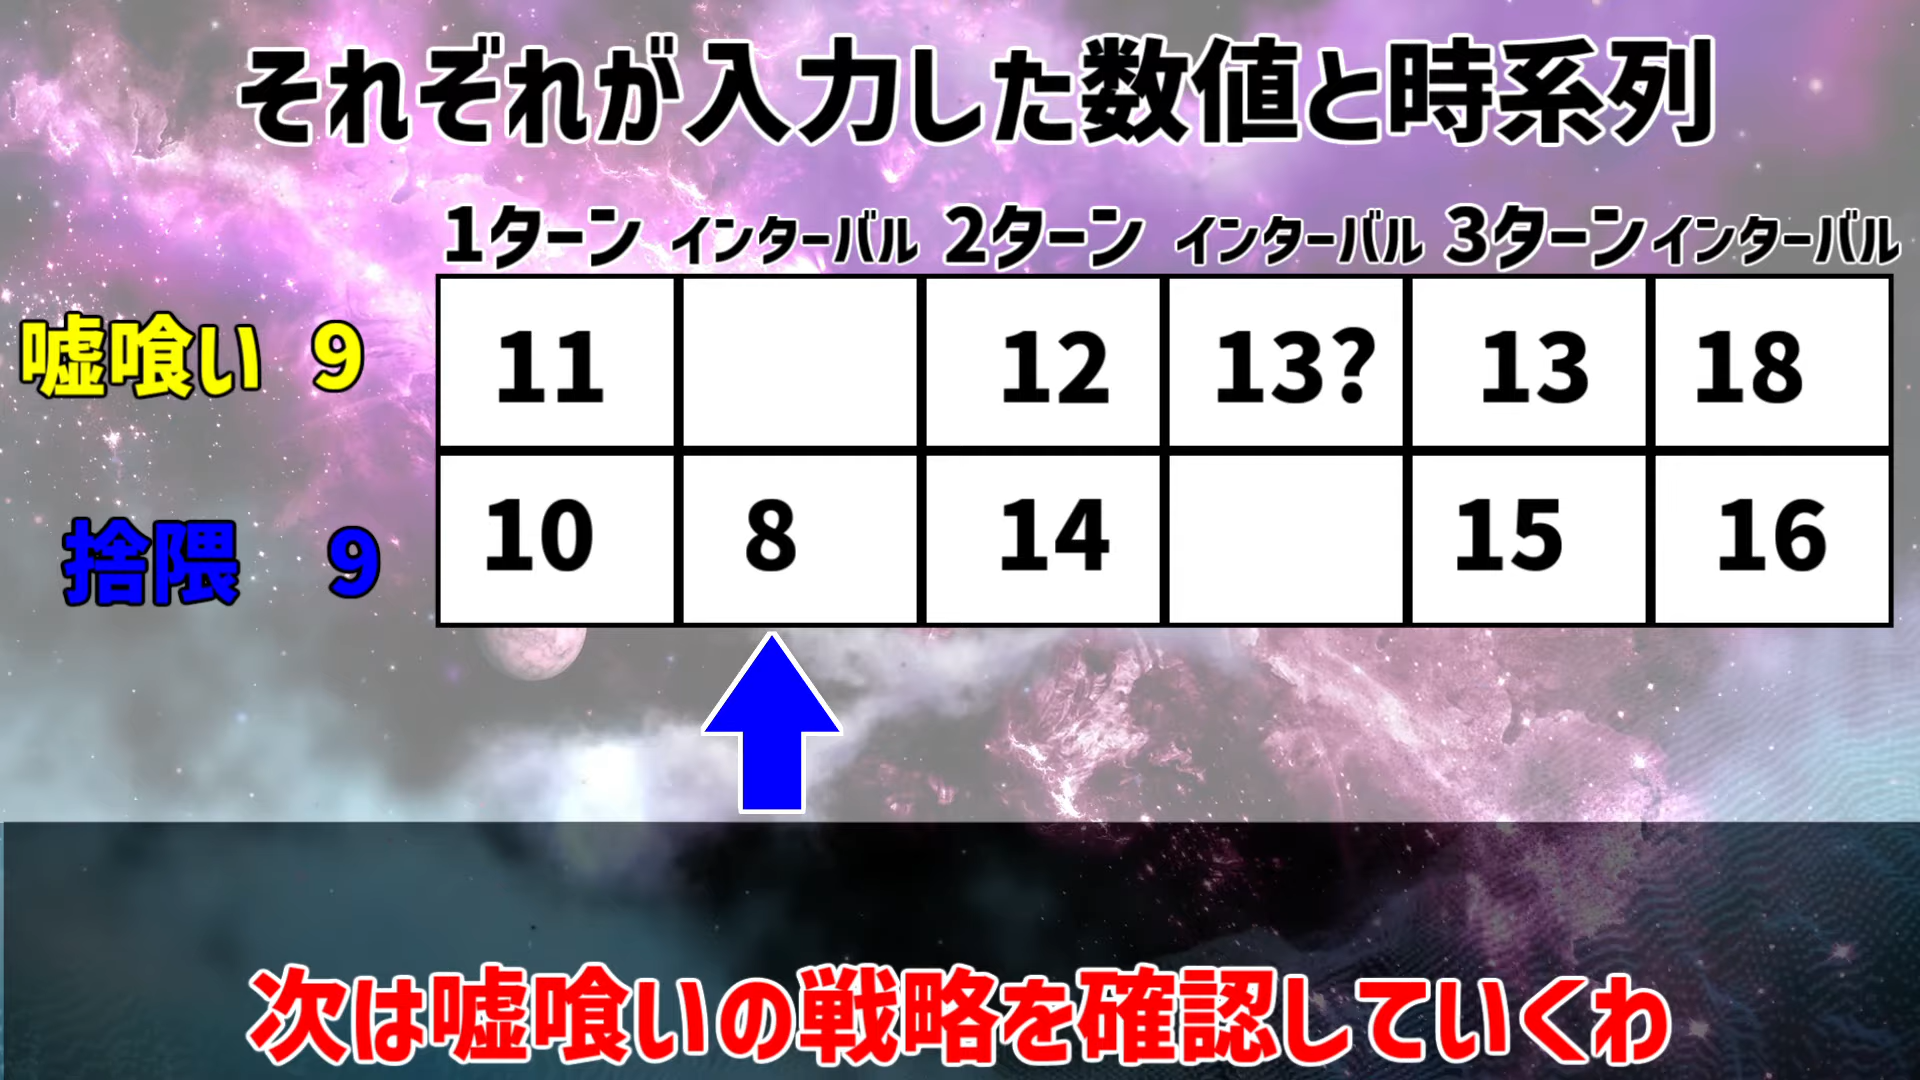 それぞれが入力した数値と時系列
1ターン インターバル 2ターン インターバル 3ターン インターバル
嘘喰い 9 11 12 13? 13 18
捨隈 9 10 8 14 15 16
次は嘘喰いの戦略を確認していくわ